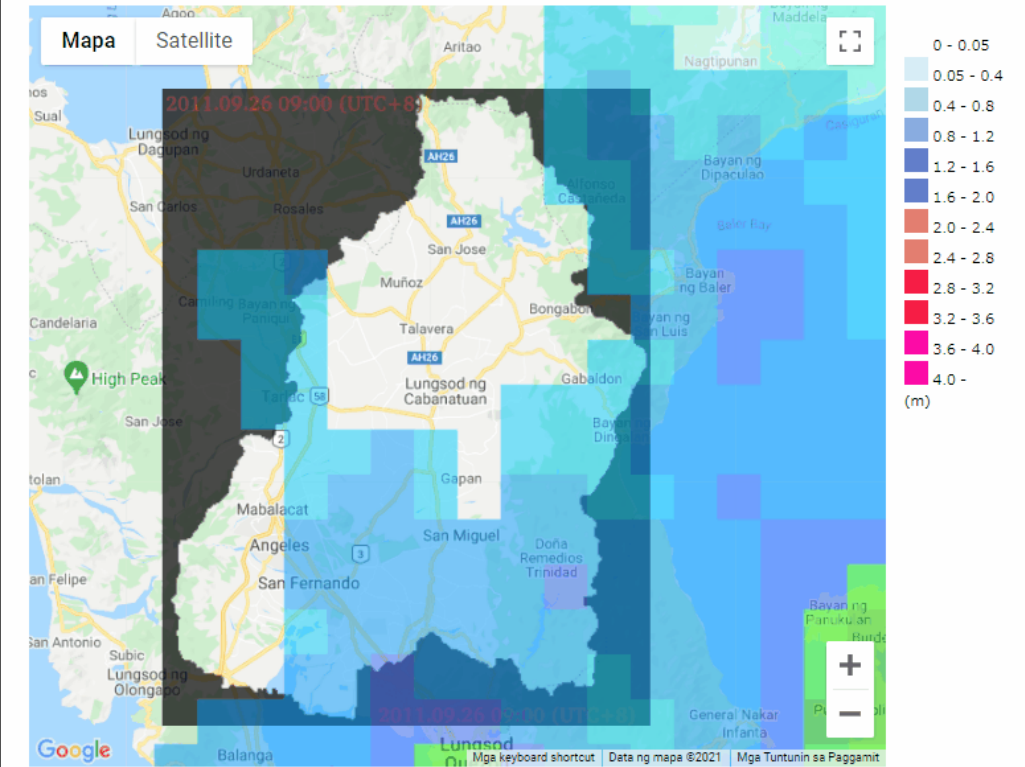 Agoo
Bayan ng
Maddela
Mapa
Satellite
Aritao
Nagtipunan
Sual
2011.09.26 09:00 (UTC+8)
Lungsod ng
Dagupan
AH26
Casiguran
Urdaneta
Bayan ng
Dipaculao
Alfonso
Castañeda
San Carlos
Rosales
AH26
Baler Bay
San Jose
Muñoz
Bayan
ng Baler
Camiling
Bayan ng
Paniqui
Bongabon
Candelaria
Talavera
Bayan ng
San Luis
AH26
High Peak
Gabaldon
Lungsod ng
Cabanatuan
Tarlac
58
San Jose
Bayan ng
2
Gapan
Mabalacat
Angeles
San Miguel
3
Doña
Remedios
Trinidad
San Fernando
an Felipe
Bayan ng
San Antonio
Subic
Lungsod ng
Olongapo
General Nakar
Infanta
Balanga
Lungsod
Google
Mga keyboard shortcut
Data ng mapa ©2021
Mga Tuntunin sa Paggamit
0 - 0.05
0.05 - 0.4
0.4 - 0.8
0.8 - 1.2
1.2 - 1.6
1.6 - 2.0
2.0 - 2.4
2.4 - 2.8
2.8 - 3.2
3.2 - 3.6
3.6 - 4.0
4.0 -
(m)